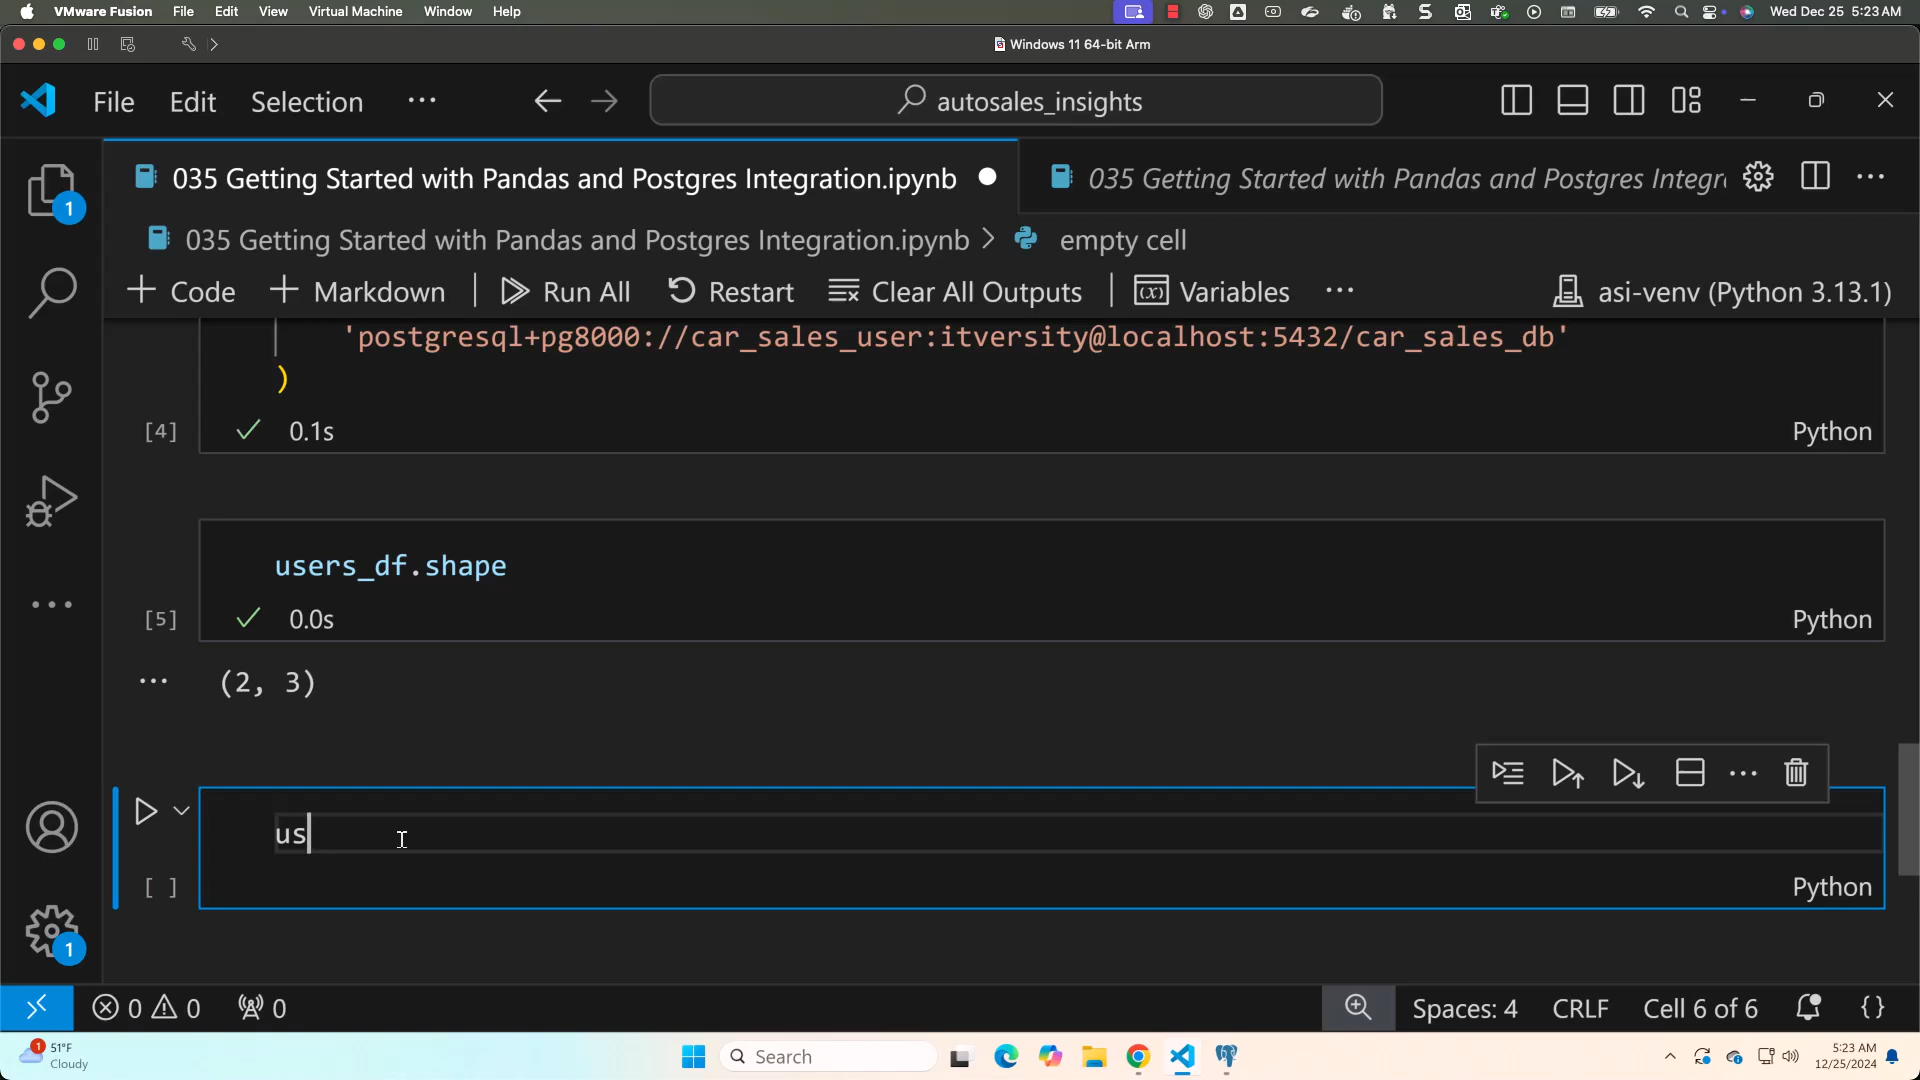 VMware Fusion File Edit View Virtual Machine Window Help Wed Dec 25 5:23 AM
Windows 11 64-bit Arm
File Edit Selection ··· autosales_insights
035 Getting Started with Pandas and Postgres Integration.ipynb 035 Getting Started with Pandas and Postgres Integr
035 Getting Started with Pandas and Postgres Integration.ipynb > empty cell
+ Code + Markdown Run All Restart Clear All Outputs Variables ··· asi-venv (Python 3.13.1)
'postgresql+pg8000://car_sales_user:itversity@localhost:5432/car_sales_db'
)
[4] 0.1s Python
users_df.shape
[5] 0.0s Python
(2, 3)
us
[ ] Python
0 0 0 Spaces: 4 CRLF Cell 6 of 6 {}
1
1
1 51°F
Cloudy
Search
5:23 AM
12/25/2024